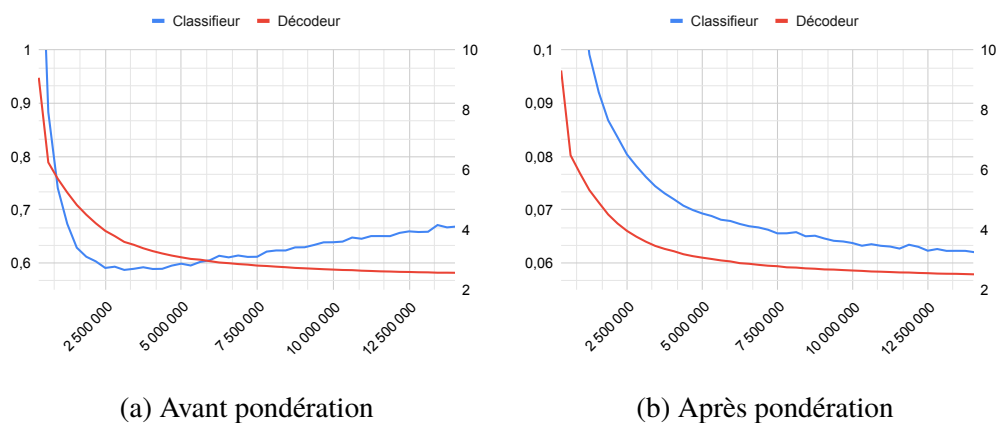 Classifieur Décodeur
1 10
0,9 8
0,8 6
0,7 4
0,6 2
2 500 000 5 000 000 7 500 000 10 000 000 12 500 000
(a) Avant pondération
Classifieur Décodeur
0,1 10
0,09 8
0,08 6
0,07 4
0,06 2
2 500 000 5 000 000 7 500 000 10 000 000 12 500 000
(b) Après pondération